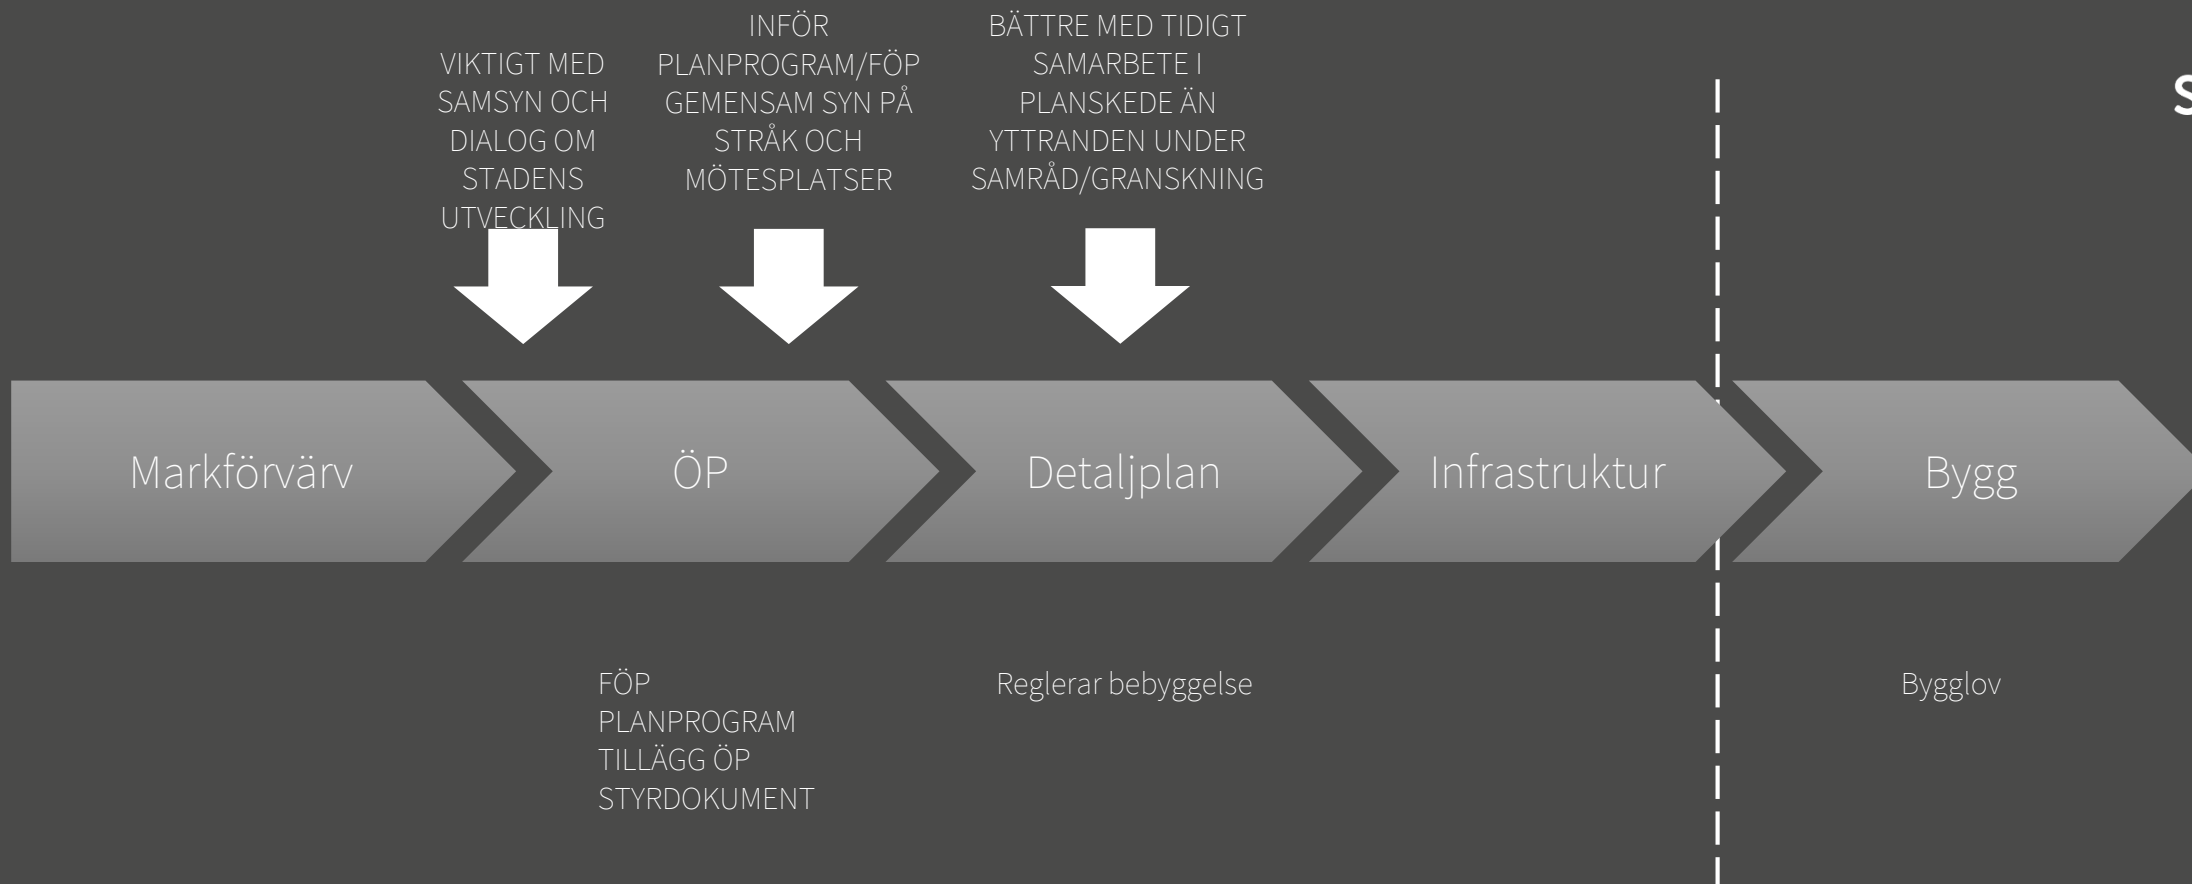 VIKTIGT MED
SAMSYN OCH
DIALOG OM
STADENS
UTVECKLING
INFÖR
PLANPROGRAM/FÖP
GEMENSAM SYN PÅ
STRÅK OCH
MÖTESPLATSER
BÄTTRE MED TIDIGT
SAMARBETE I
PLANSKEDE ÄN
YTTRANDEN UNDER
SAMRÅD/GRANSKNING
Markförvärv
ÖP
Detaljplan
Infrastruktur
Bygg
FÖP
PLANPROGRAM
TILLÄGG ÖP
STYRDOKUMENT
Reglerar bebyggelse
Bygglov